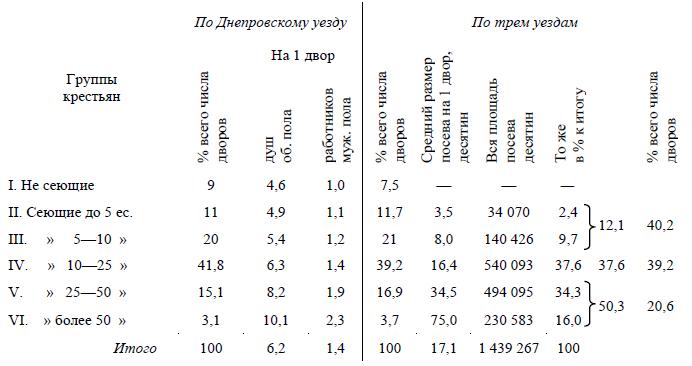 По Днепровскому уезду По трем уездам
На 1 двор
Группы крестьян % всего числа дворов душ об. пола работников муж. пола % всего числа дворов Средний размер посева на 1 двор, десятин Вся площадь посева десятин То же в % к итогу % всего числа дворов
I. Не сеющие 9 4,6 1,0 7,5 — — —
II. Сеющие до 5 ес. 11 4,9 1,1 11,7 3,5 34 070 2,4
12,1 40,2
III. » 5—10 » 20 5,4 1,2 21 8,0 140 426 9,7
IV. » 10—25 » 41,8 6,3 1,4 39,2 16,4 540 093 37,6 37,6 39,2
V. » 25—50 » 15,1 8,2 1,9 16,9 34,5 494 095 34,3
50,3 20,6
VI. » более 50 » 3,1 10,1 2,3 3,7 75,0 230 583 16,0
Итого 100 6,2 1,4 100 17,1 1 439 267 100